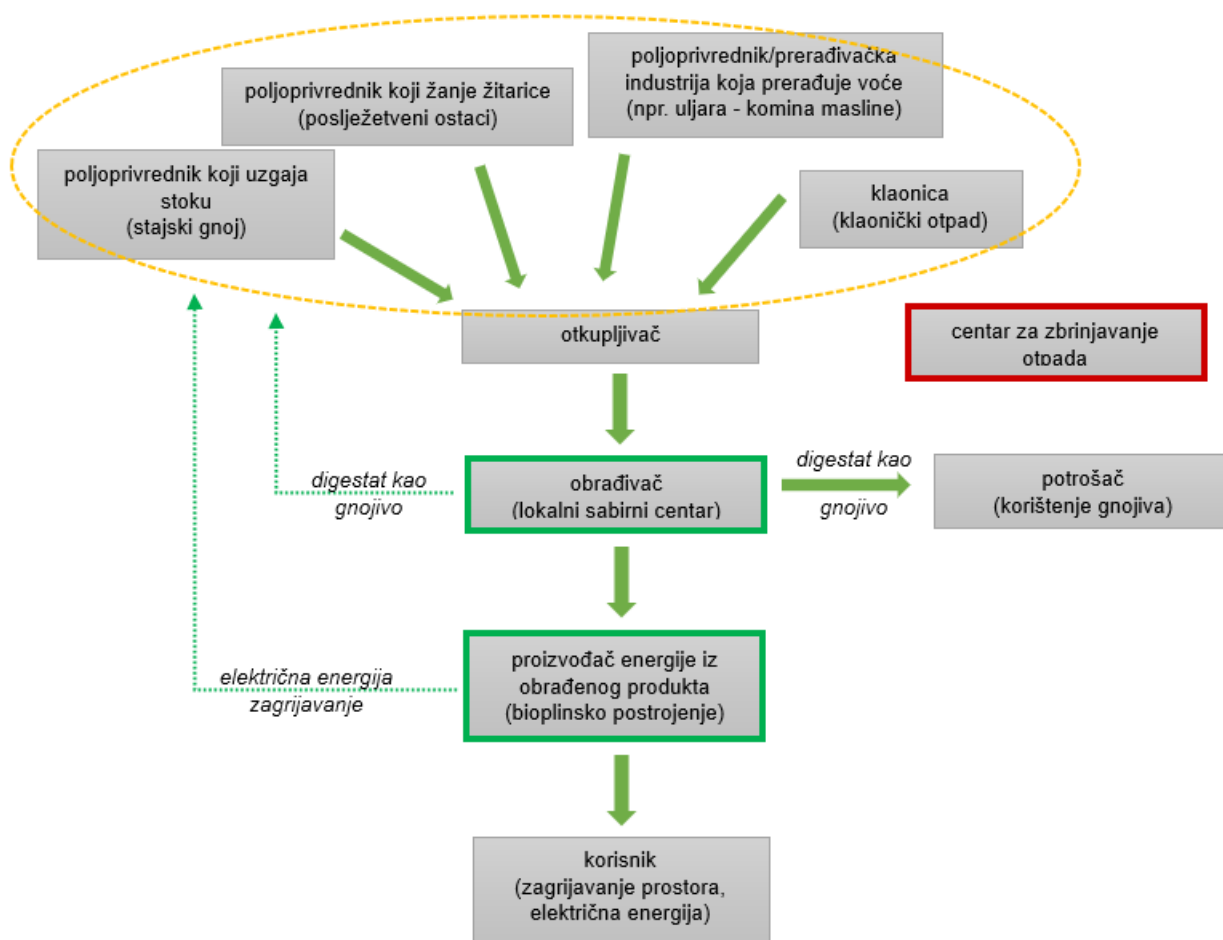 poljoprivrednik/prerađivačka
industrija koja prerađuje voće
(npr. uljara - komina masline)
poljoprivrednik koji žanje žitarice
(poslježetveni ostaci)
poljoprivrednik koji uzgaja
stoku
(stajski gnoj)
klaonica
(klaonički otpad)
otkupljivač
centar za zbrinjavanje
otpada
digestat kao
gnojivo
obrađivač
(lokalni sabirni centar)
digestat kao
gnojivo
potrošač
(korištenje gnojiva)
električna energija
zagrijavanje
proizvođač energije iz
obrađenog produkta
(bioplinsko postrojenje)
korisnik
(zagrijavanje prostora,
električna energija)